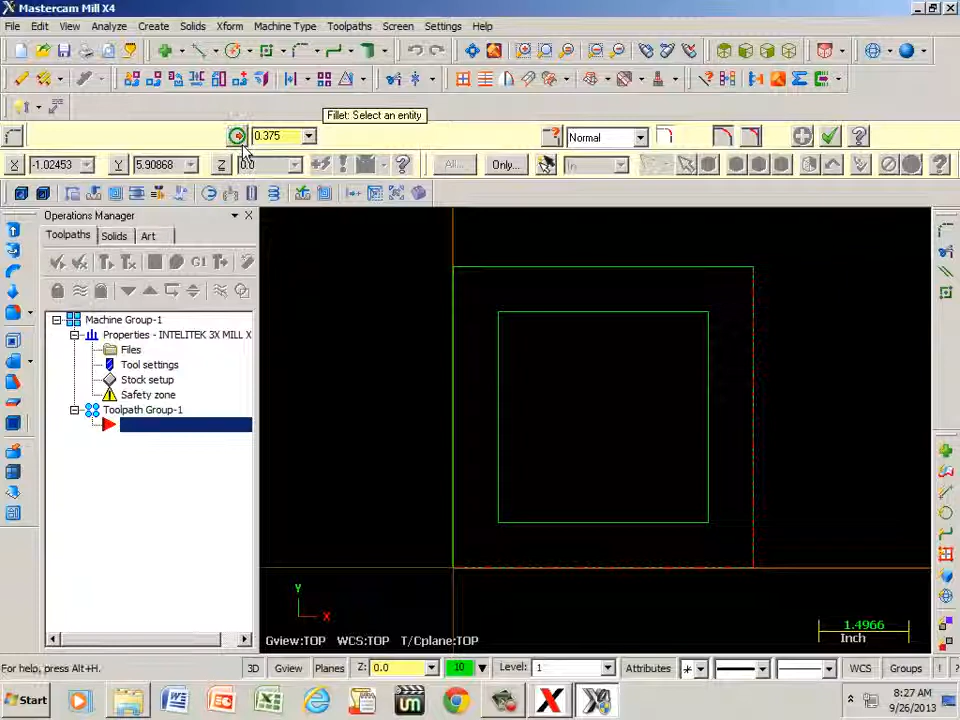 Mastercam Mill X4
File Edit View Analyze Create Solids Xform Machine Type Toolpaths Screen Settings Help
Fillet: Select an entity
0.375
Normal
X -1.02453 Y 5.90868 Z 0.0 All... Only... In
Operations Manager
Toolpaths Solids Art
G1
Machine Group-1
Properties - INTELITEK 3X MILL X
Files
Tool settings
Stock setup
Safety zone
Toolpath Group-1
Y
X
Gview:TOP WCS:TOP T/Cplane:TOP
1.4966
Inch
For help, press Alt+H. 3D Gview Planes Z: 0.0 10 Level: 1 Attributes WCS Groups ! ?
Start
um
8:27 AM
9/26/2013